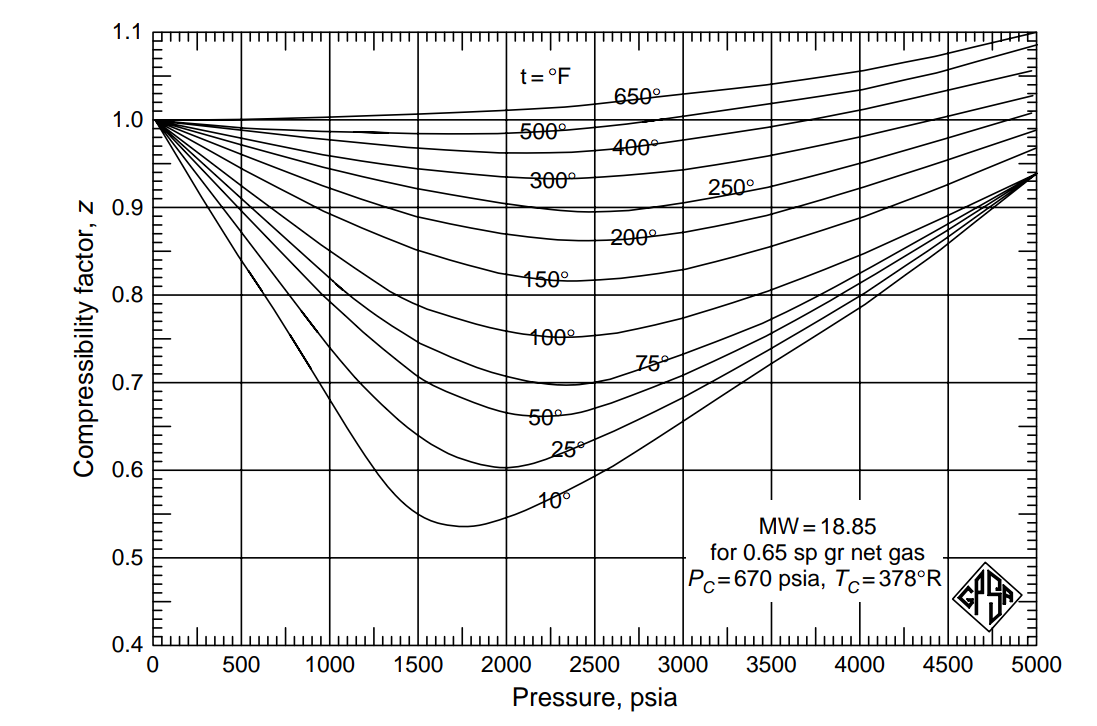 1.1
1.0
0.9
0.8
0.7
0.6
0.5
0.4
Compressibility factor, z
t = °F
650°
500°
400°
300°
250°
200°
150°
100°
75°
50°
25°
10°
MW = 18.85
for 0.65 sp gr net gas
PC = 670 psia, TC = 378°R
GPSA
0 500 1000 1500 2000 2500 3000 3500 4000 4500 5000
Pressure, psia